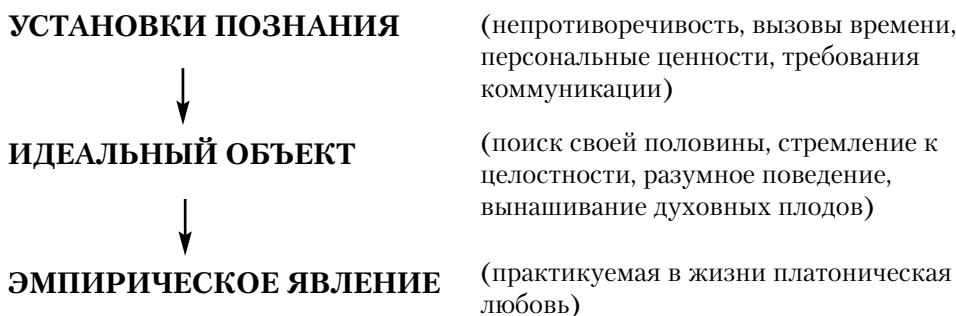 УСТАНОВКИ ПОЗНАНИЯ
(непротиворечивость, вызовы времени,
персональные ценности, требования
коммуникации)
ИДЕАЛЬНЫЙ ОБЪЕКТ
(поиск своей половины, стремление к
целостности, разумное поведение,
вынашивание духовных плодов)
ЭМПИРИЧЕСКОЕ ЯВЛЕНИЕ
(практикуемая в жизни платоническая
любовь)